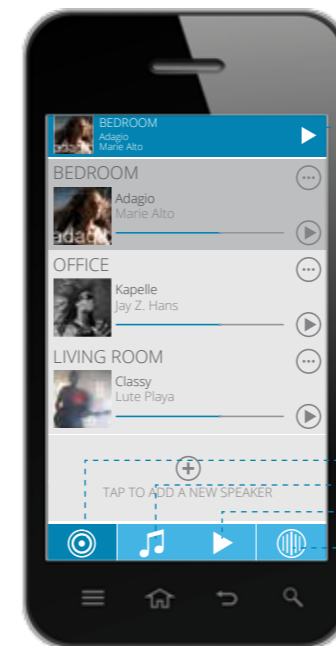 BEDROOM
Adagio
Marie Alto
BEDROOM
Adagio
Marie Alto
adagio
OFFICE
Kapelle
Jay Z. Hans
LIVING ROOM
Classy
Lute Playa
TAP TO ADD A NEW SPEAKER